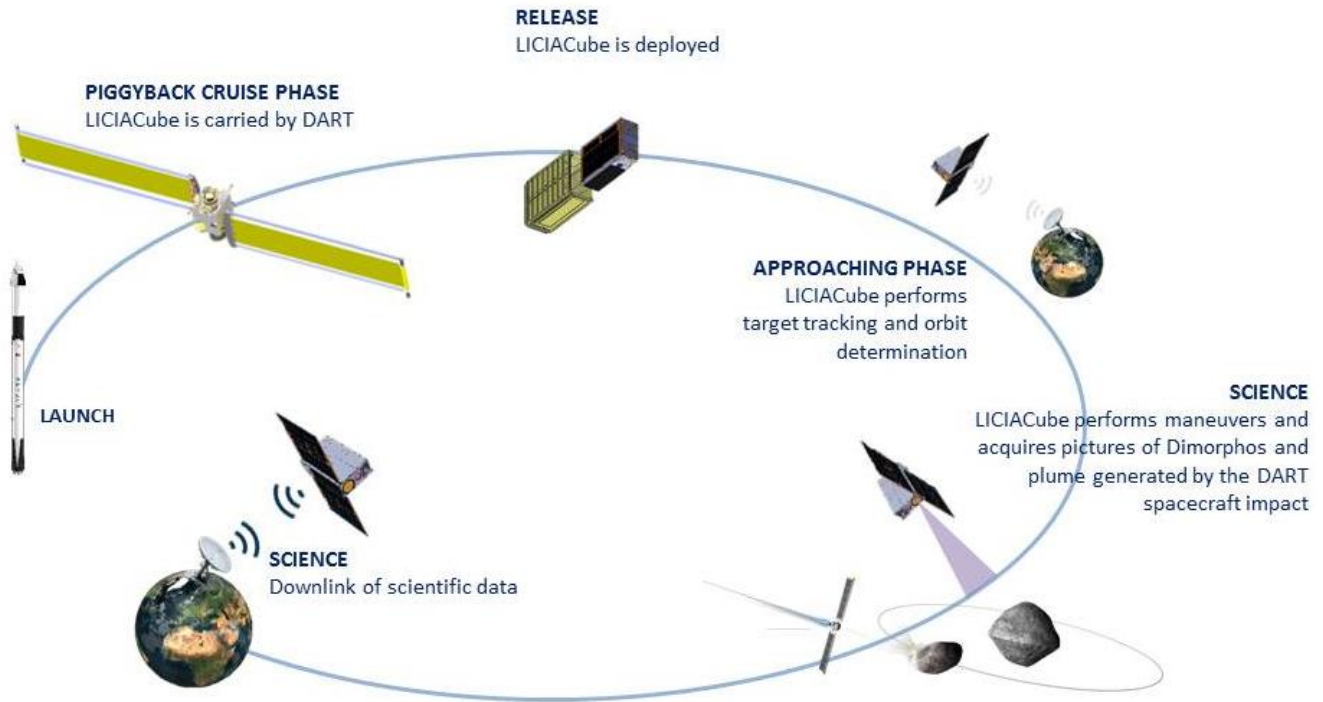 RELEASE
LICIACube is deployed
PIGGYBACK CRUISE PHASE
LICIACube is carried by DART
APPROACHING PHASE
LICIACube performs
target tracking and orbit
determination
SCIENCE
LICIACube performs maneuvers and
acquires pictures of Dimorphos and
plume generated by the DART
spacecraft impact
LAUNCH
SCIENCE
Downlink of scientific data